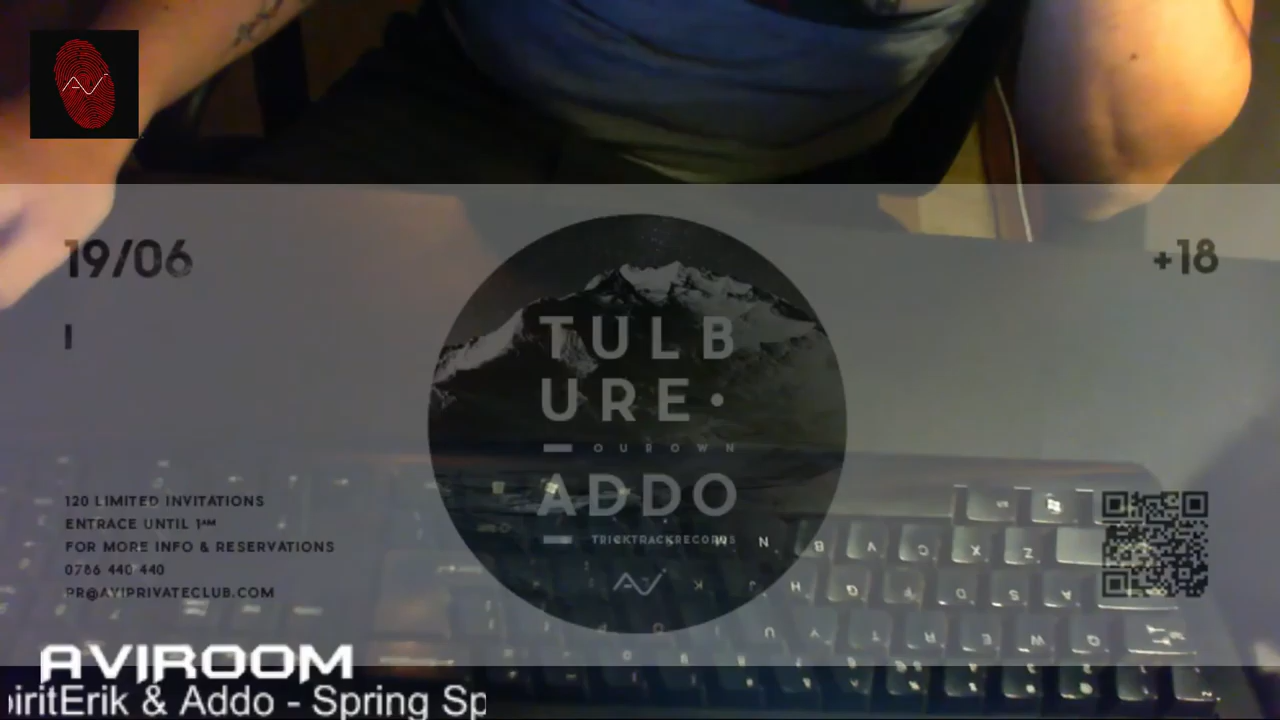 19/06
+18
TULB
URE•
OUROWN
ADDO
TRICKTRACKRECORDS
120 LIMITED INVITATIONS
ENTRACE UNTIL 1AM
FOR MORE INFO & RESERVATIONS
0786 440 440
PR@AVIPRIVATECLUB.COM
AVIROOM
piritErik & Addo - Spring Sp